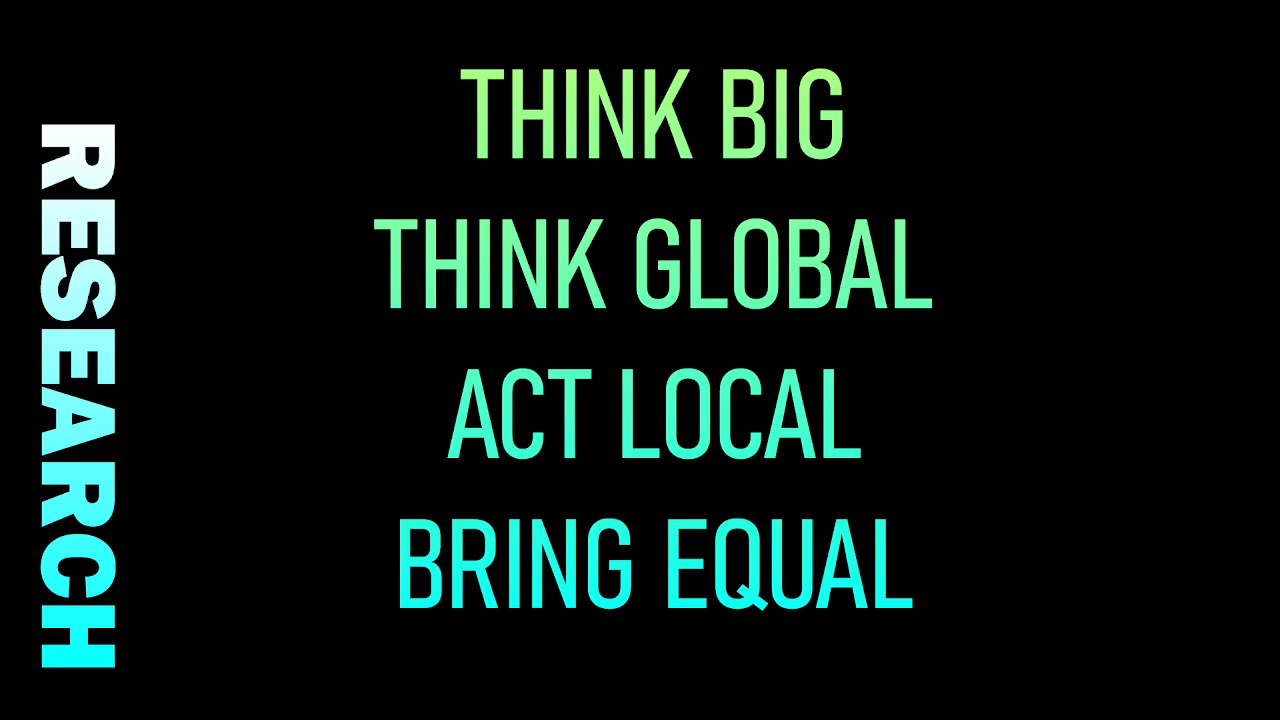 RESEARCH
THINK BIG
THINK GLOBAL
ACT LOCAL
BRING EQUAL